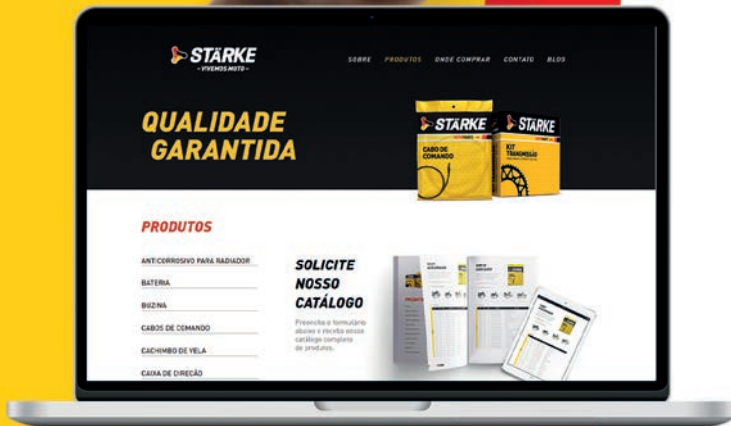 STÄRKE
– VIVEMOS MOTO –
SOBRE PRODUTOS ONDE COMPRAR CONTATO BLOG
QUALIDADE
GARANTIDA
STÄRKE
CABO DE
COMANDO
STÄRKE
KIT
TRANSMISSÃO
PRODUTOS
ANTICORROSIVO PARA RADIADOR
BATERIA
BUZINA
CABOS DE COMANDO
CACHIMBO DE VELA
CAIXA DE DIREÇÃO
SOLICITE
NOSSO
CATÁLOGO
Preencha o formulário
abaixo e receba nosso
catálogo completo
de produtos.